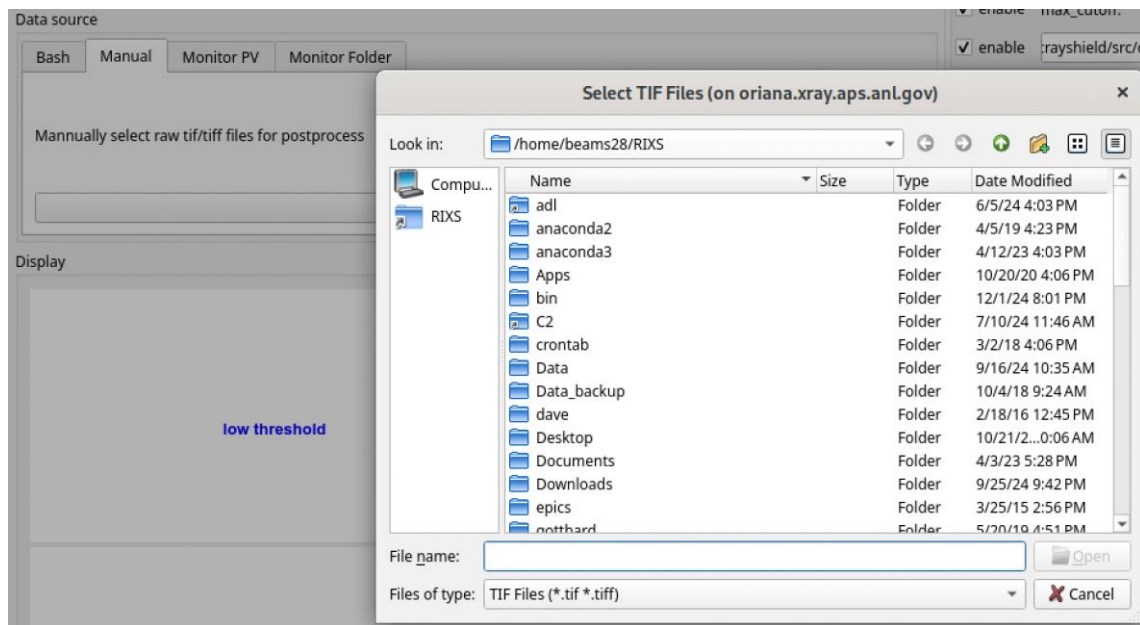 Data source
enable max_cutoff:
Bash Manual Monitor PV Monitor Folder
enable :rayshield/src/
Select TIF Files (on oriana.xray.aps.anl.gov)
Mannually select raw tif/tiff files for postprocess
Look in: /home/beams28/RIXS
Compu...
RIXS
Name Size Type Date Modified
adl Folder 6/5/24 4:03 PM
anaconda2 Folder 4/5/19 4:23 PM
anaconda3 Folder 4/12/23 4:03 PM
Apps Folder 10/20/20 4:06 PM
bin Folder 12/1/24 8:01 PM
C2 Folder 7/10/24 11:46 AM
crontab Folder 3/2/18 4:06 PM
Data Folder 9/16/24 10:35 AM
Data_backup Folder 10/4/18 9:24 AM
dave Folder 2/18/16 12:45 PM
Desktop Folder 10/21/2...0:06 AM
Documents Folder 4/3/23 5:28 PM
Downloads Folder 9/25/24 9:42 PM
epics Folder 3/25/15 2:56 PM
gotthard Folder 5/20/19 4:51 PM
Display
low threshold
File name: Open
Files of type: TIF Files (*.tif *.tiff) Cancel